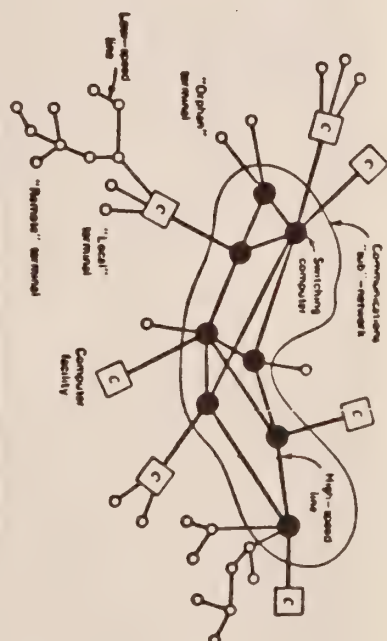 Low-speed
line
"Orphan"
terminal
Communications
"sub"-network
Switching
computer
"Remote" terminal
"Local"
terminal
Computer
facility
High-speed
line
C
C
C
C
C
C
C